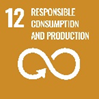 12 RESPONSIBLE
CONSUMPTION
AND PRODUCTION